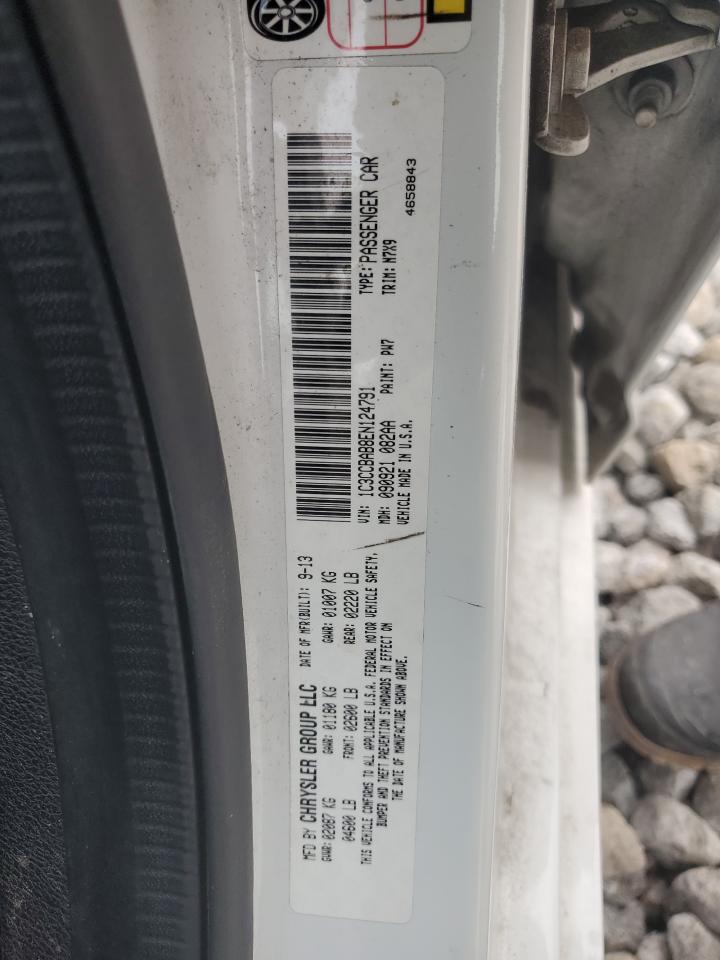 MFD BY CHRYSLER GROUP LLC DATE OF MFR(BUILT): 9-13
GVWR: 02087 KG GAWR: 01180 KG GAWR: 01007 KG
04600 LB FRONT: 02600 LB REAR: 02220 LB
THIS VEHICLE CONFORMS TO ALL APPLICABLE U.S.A. FEDERAL MOTOR VEHICLE SAFETY,
BUMPER AND THEFT PREVENTION STANDARDS IN EFFECT ON
THE DATE OF MANUFACTURE SHOWN ABOVE.
VIN: 1C3CCBAB8EN124791 TYPE: PASSENGER CAR
MDH: 090921 082AA PAINT: PW7 TRIM: M7X9
VEHICLE MADE IN U.S.A. 4658843